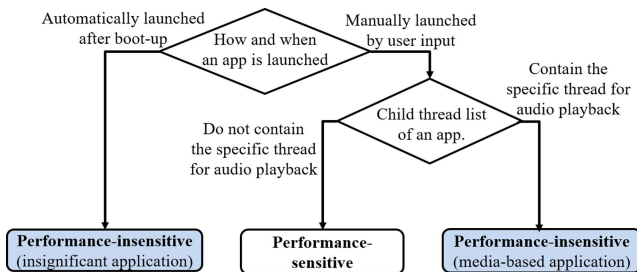 Automatically launched
after boot-up
How and when
an app is launched
Manually launched
by user input
Contain the
specific thread for
audio playback
Child thread list
of an app.
Do not contain
the specific thread
for audio playback
Performance-insensitive
(insignificant application)
Performance-
sensitive
Performance-insensitive
(media-based application)